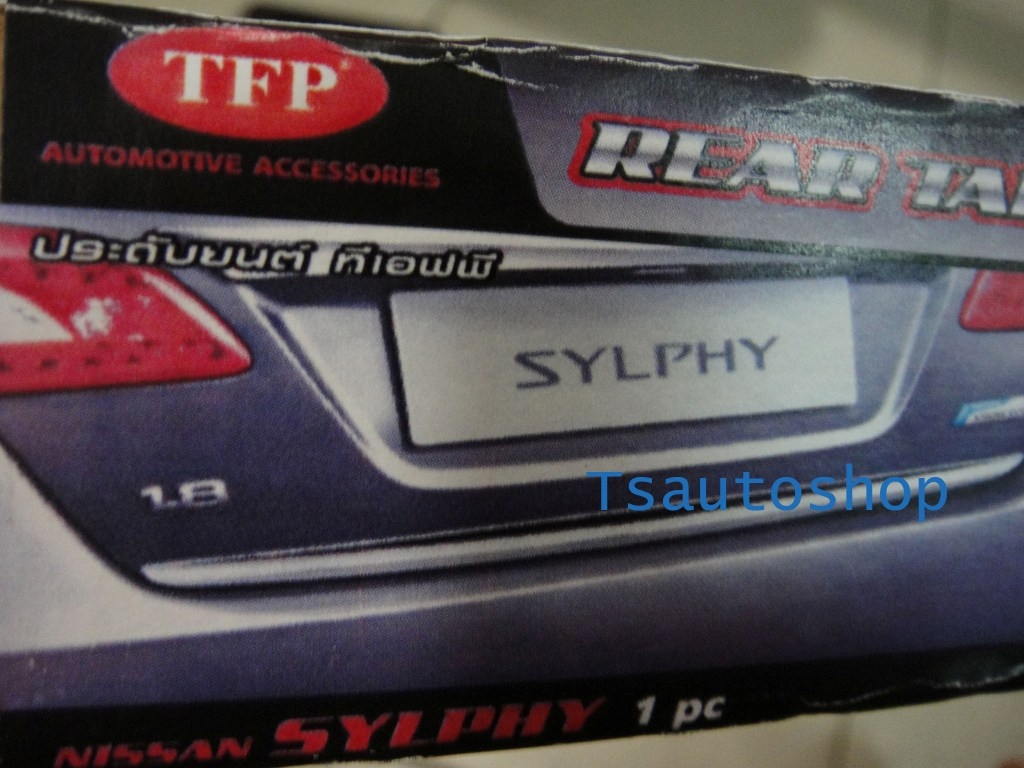 TFP
AUTOMOTIVE ACCESSORIES
REAR
ประดับยนต์ ทีเอฟพี
SYLPHY
1.8
Tsautoshop
NISSAN SYLPHY 1 pc